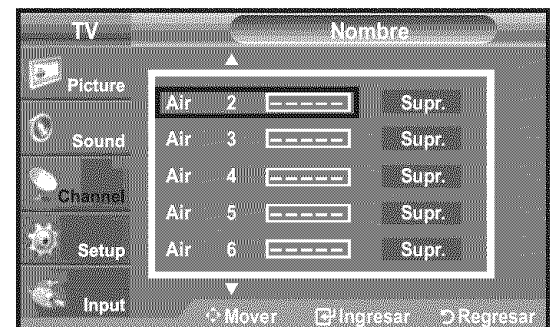 TV
Nombre
Picture
Sound
Channel
Setup
Input
Air 2 ----- Supr.
Air 3 ----- Supr.
Air 4 ----- Supr.
Air 5 ----- Supr.
Air 6 ----- Supr.
Mover Ingresar Regresar